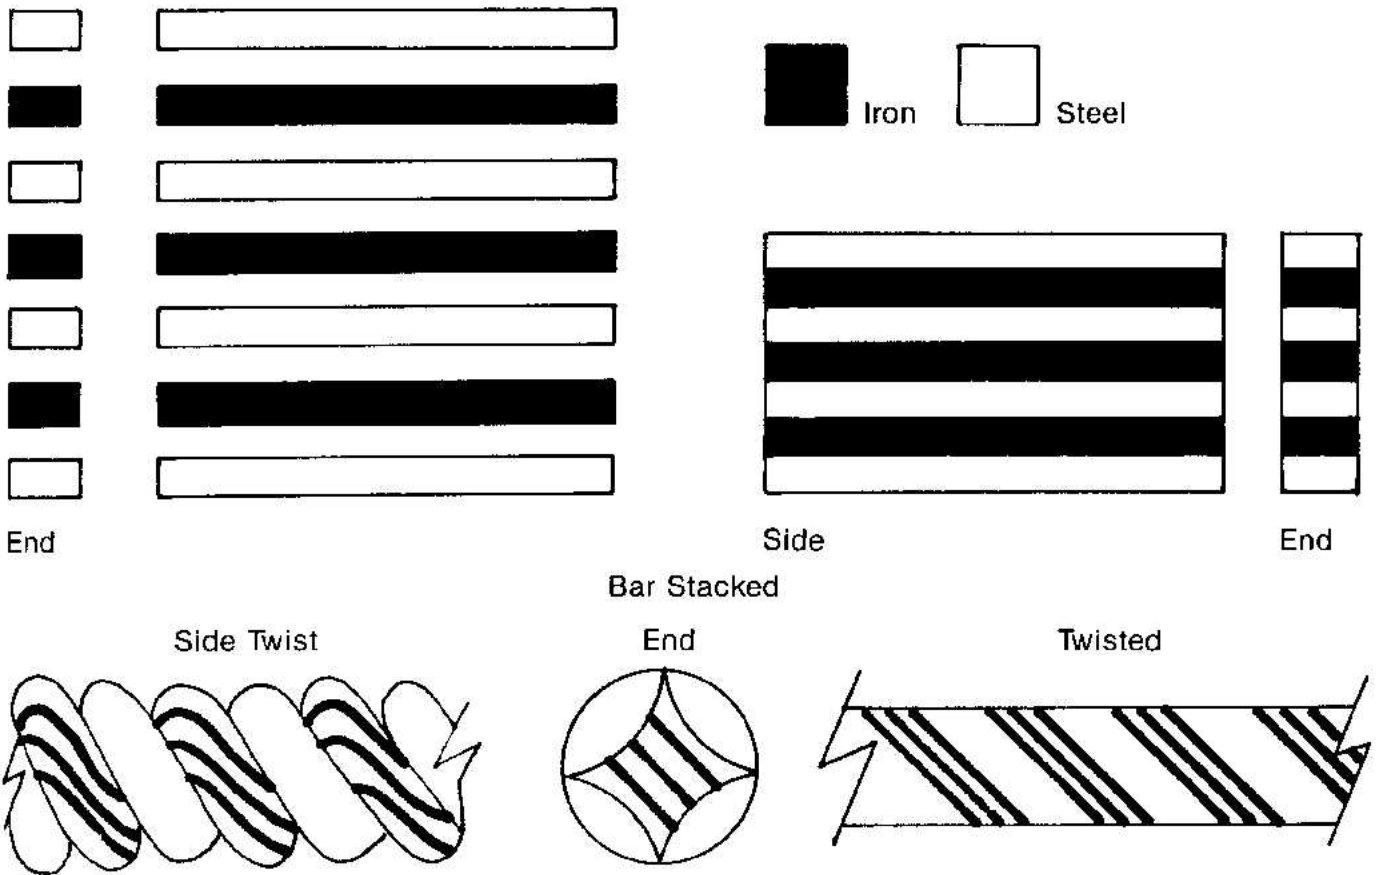 Iron
Steel
End
Side
End
Bar Stacked
Side Twist
End
Twisted